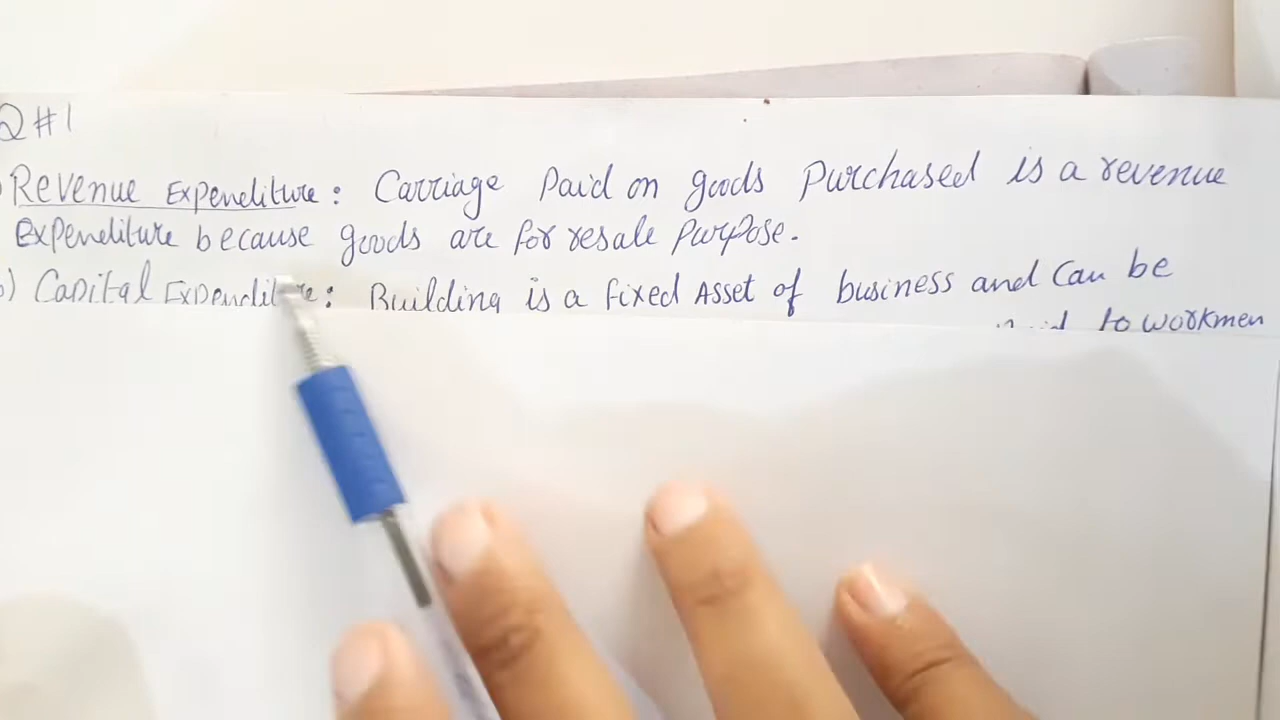 Q#1
) Revenue Expenditure: Carriage Paid on goods Purchased is a revenue
Expenditure because goods are for resale Purpose.
) Capital Expenditure: Building is a fixed Asset of business and Can be
to workmen